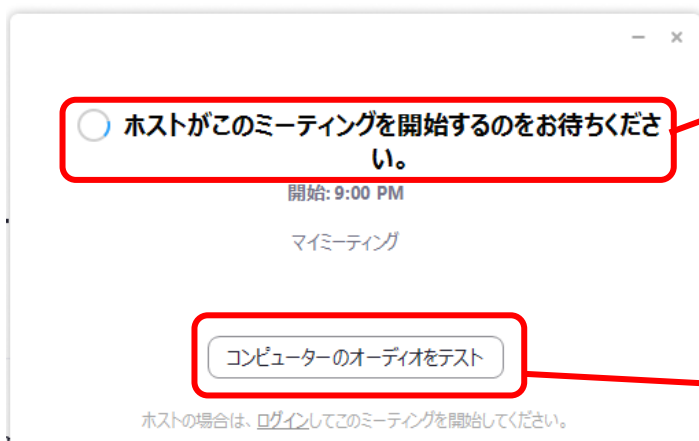 ホストがこのミーティングを開始するのをお待ちくださ
い。
開始: 9:00 PM
マイミーティング
コンピューターのオーディオをテスト
ホストの場合は、ログインしてこのミーティングを開始してください。